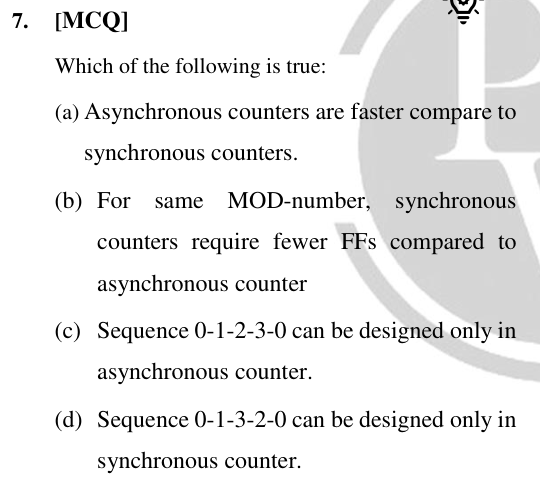 7. [MCQ]
Which of the following is true:
(a) Asynchronous counters are faster compare to
synchronous counters.
(b) For same MOD-number, synchronous
counters require fewer FFs compared to
asynchronous counter
(c) Sequence 0-1-2-3-0 can be designed only in
asynchronous counter.
(d) Sequence 0-1-3-2-0 can be designed only in
synchronous counter.